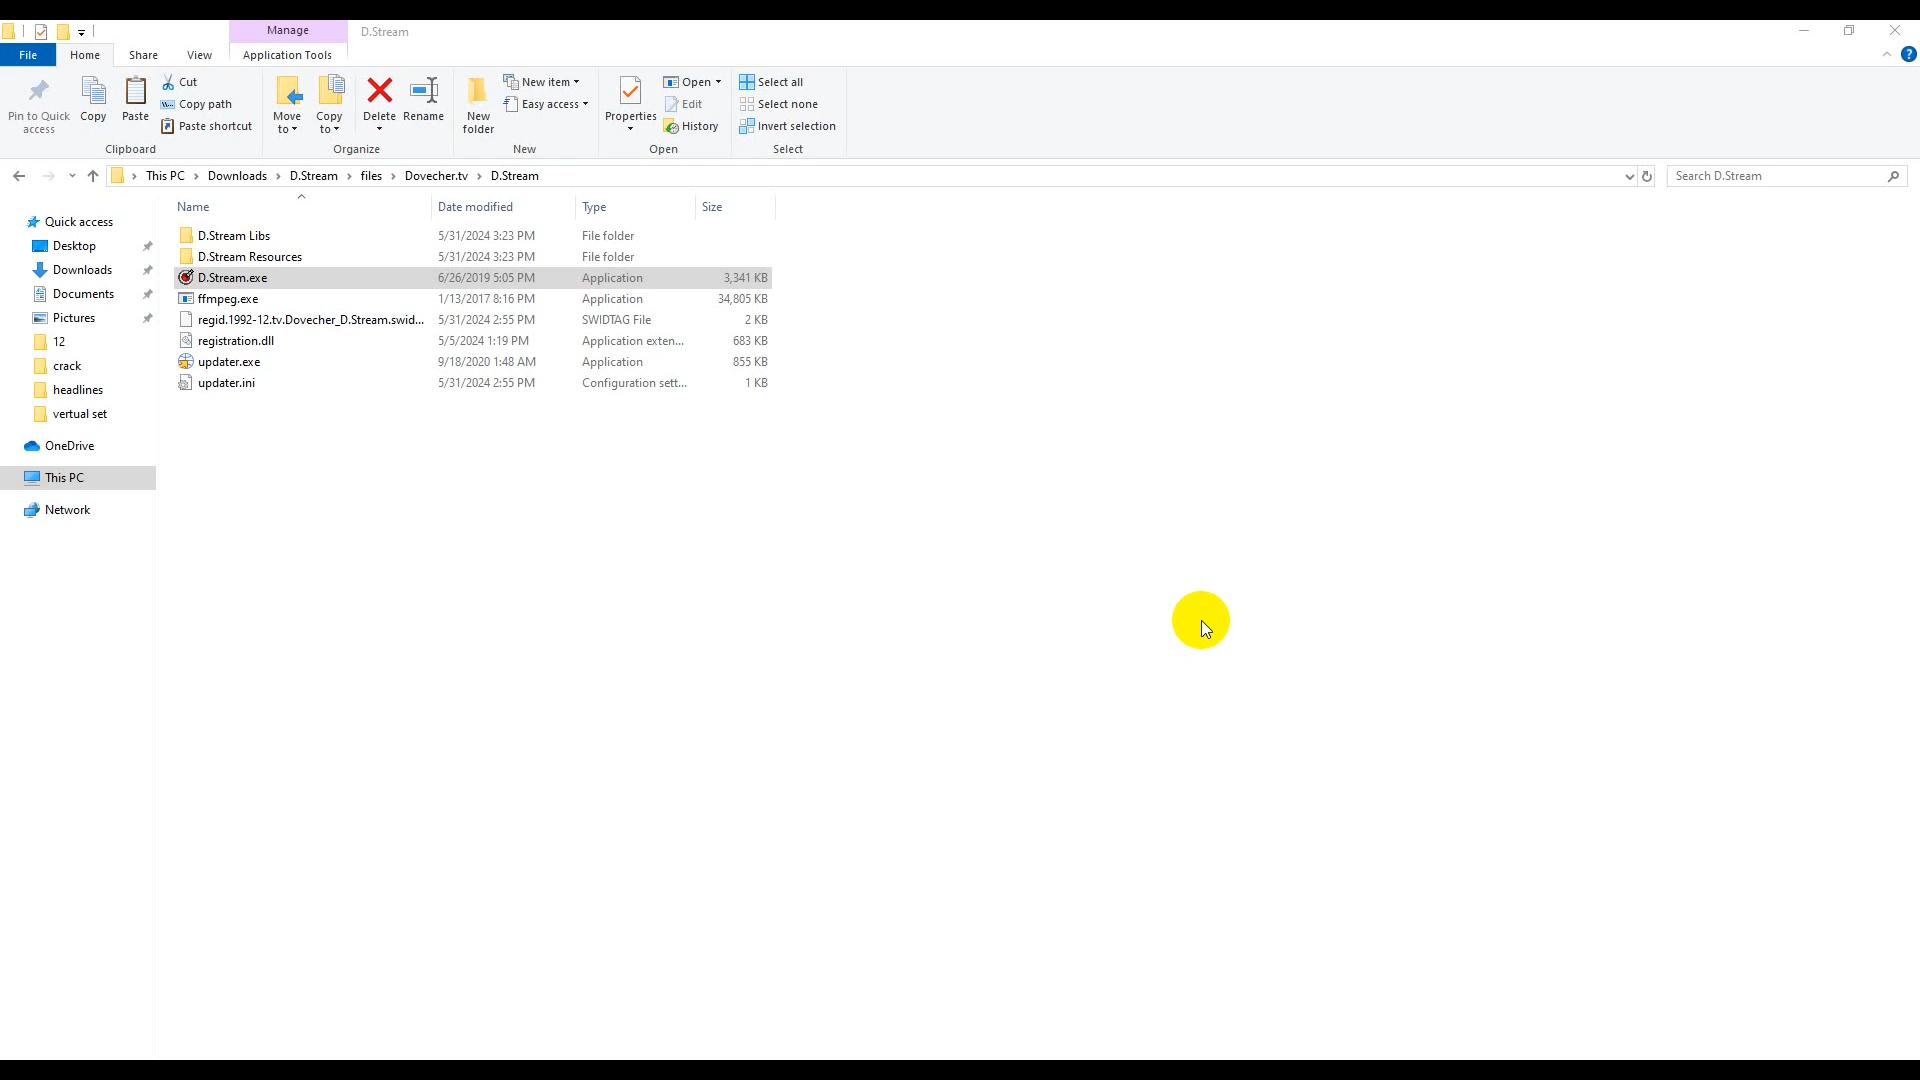 Manage D.Stream
File Home Share View Application Tools
Pin to Quick access
Copy
Paste
Cut
Copy path
Paste shortcut
Clipboard
Move to
Copy to
Delete
Rename
Organize
New folder
New item
Easy access
New
Properties
Open
Edit
History
Open
Select all
Select none
Invert selection
Select
This PC Downloads D.Stream files Dovecher.tv D.Stream
Search D.Stream
Quick access
Desktop
Downloads
Documents
Pictures
12
crack
headlines
vertual set
OneDrive
This PC
Network
Name Date modified Type Size
D.Stream Libs 5/31/2024 3:23 PM File folder
D.Stream Resources 5/31/2024 3:23 PM File folder
D.Stream.exe 6/26/2019 5:05 PM Application 3,341 KB
ffmpeg.exe 1/13/2017 8:16 PM Application 34,805 KB
regid.1992-12.tv.Dovecher_D.Stream.swid... 5/31/2024 2:55 PM SWIDTAG File 2 KB
registration.dll 5/5/2024 1:19 PM Application exten... 683 KB
updater.exe 9/18/2020 1:48 AM Application 855 KB
updater.ini 5/31/2024 2:55 PM Configuration sett... 1 KB